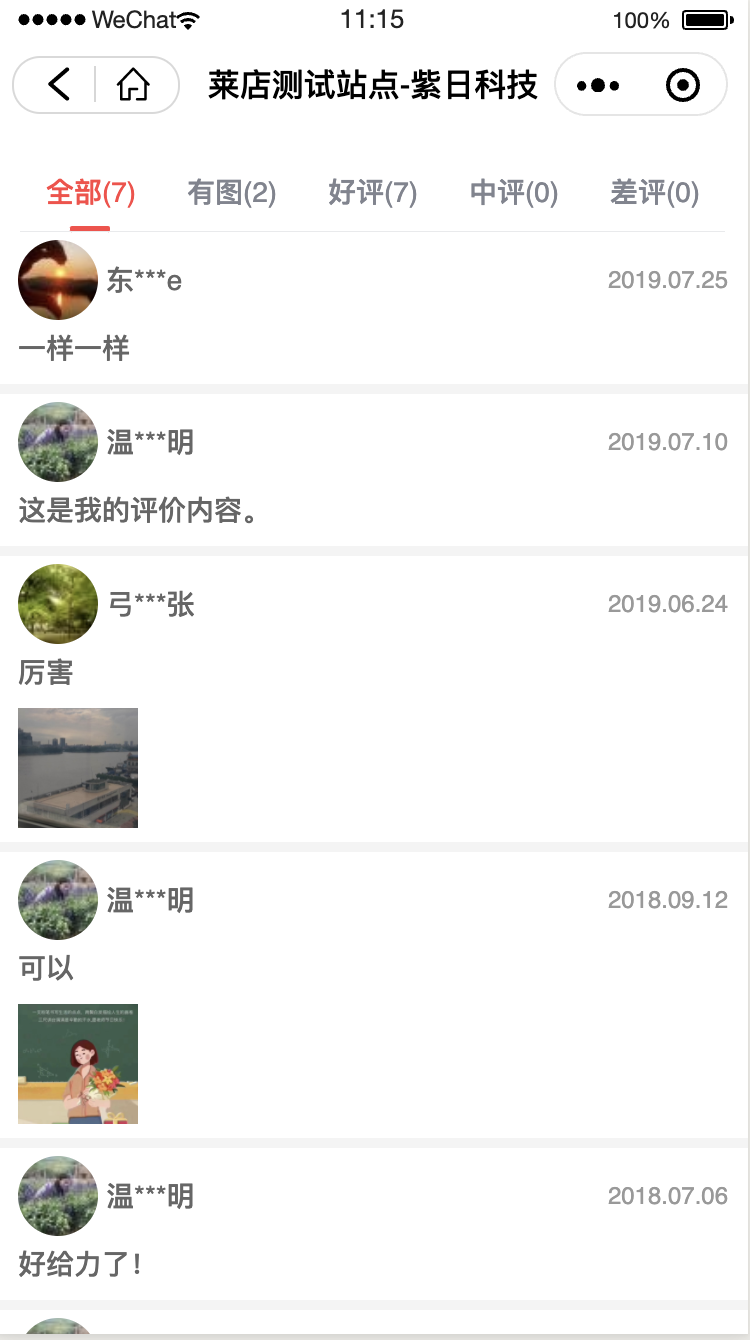 ●●●●● WeChat 11:15 100%
莱店测试站点-紫日科技
全部(7) 有图(2) 好评(7) 中评(0) 差评(0)
东***e 2019.07.25
一样一样
温***明 2019.07.10
这是我的评价内容。
弓***张 2019.06.24
厉害
温***明 2018.09.12
可以
温***明 2018.07.06
好给力了!